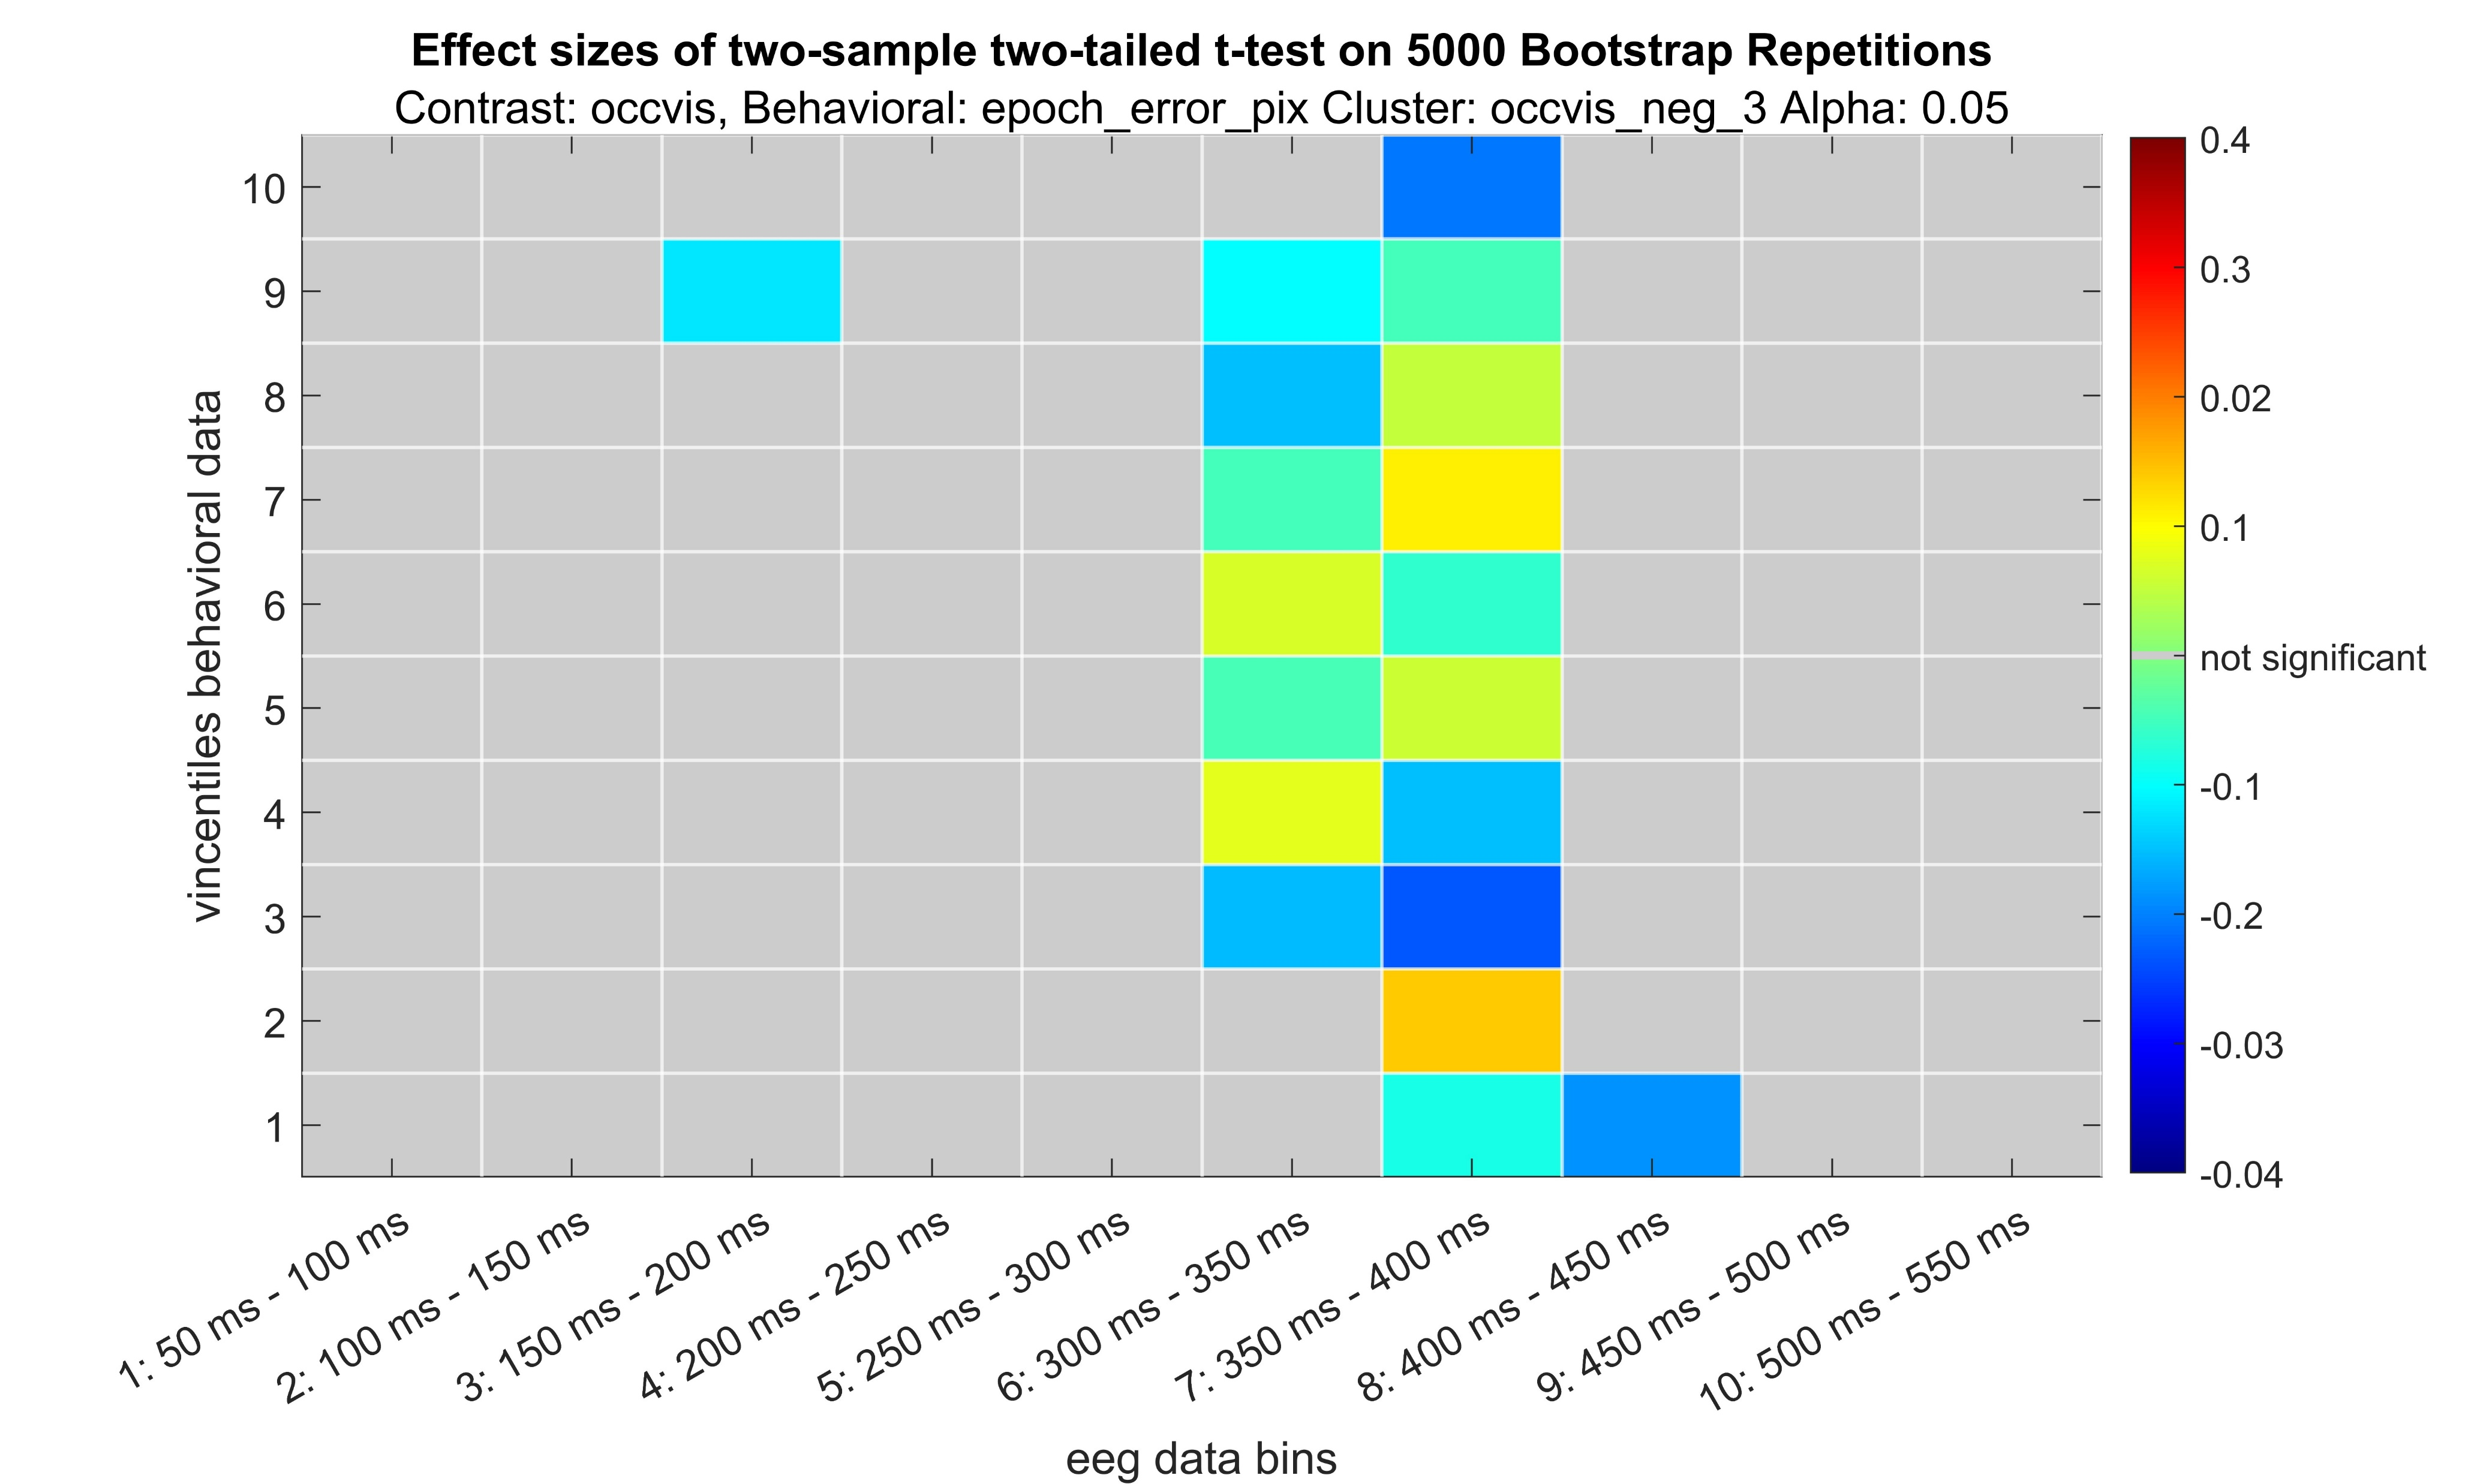 Effect sizes of two-sample two-tailed t-test on 5000 Bootstrap Repetitions
Contrast: occvis, Behavioral: epoch_error_pix Cluster: occvis_neg_3 Alpha: 0.05
vincentiles behavioral data
10
9
8
7
6
5
4
3
2
1
0.4
0.3
0.02
0.1
not significant
-0.1
-0.2
-0.03
-0.04
1: 50 ms - 100 ms
2: 100 ms - 150 ms
3: 150 ms - 200 ms
4: 200 ms - 250 ms
5: 250 ms - 300 ms
6: 300 ms - 350 ms
7: 350 ms - 400 ms
8: 400 ms - 450 ms
9: 450 ms - 500 ms
10: 500 ms - 550 ms
eeg data bins